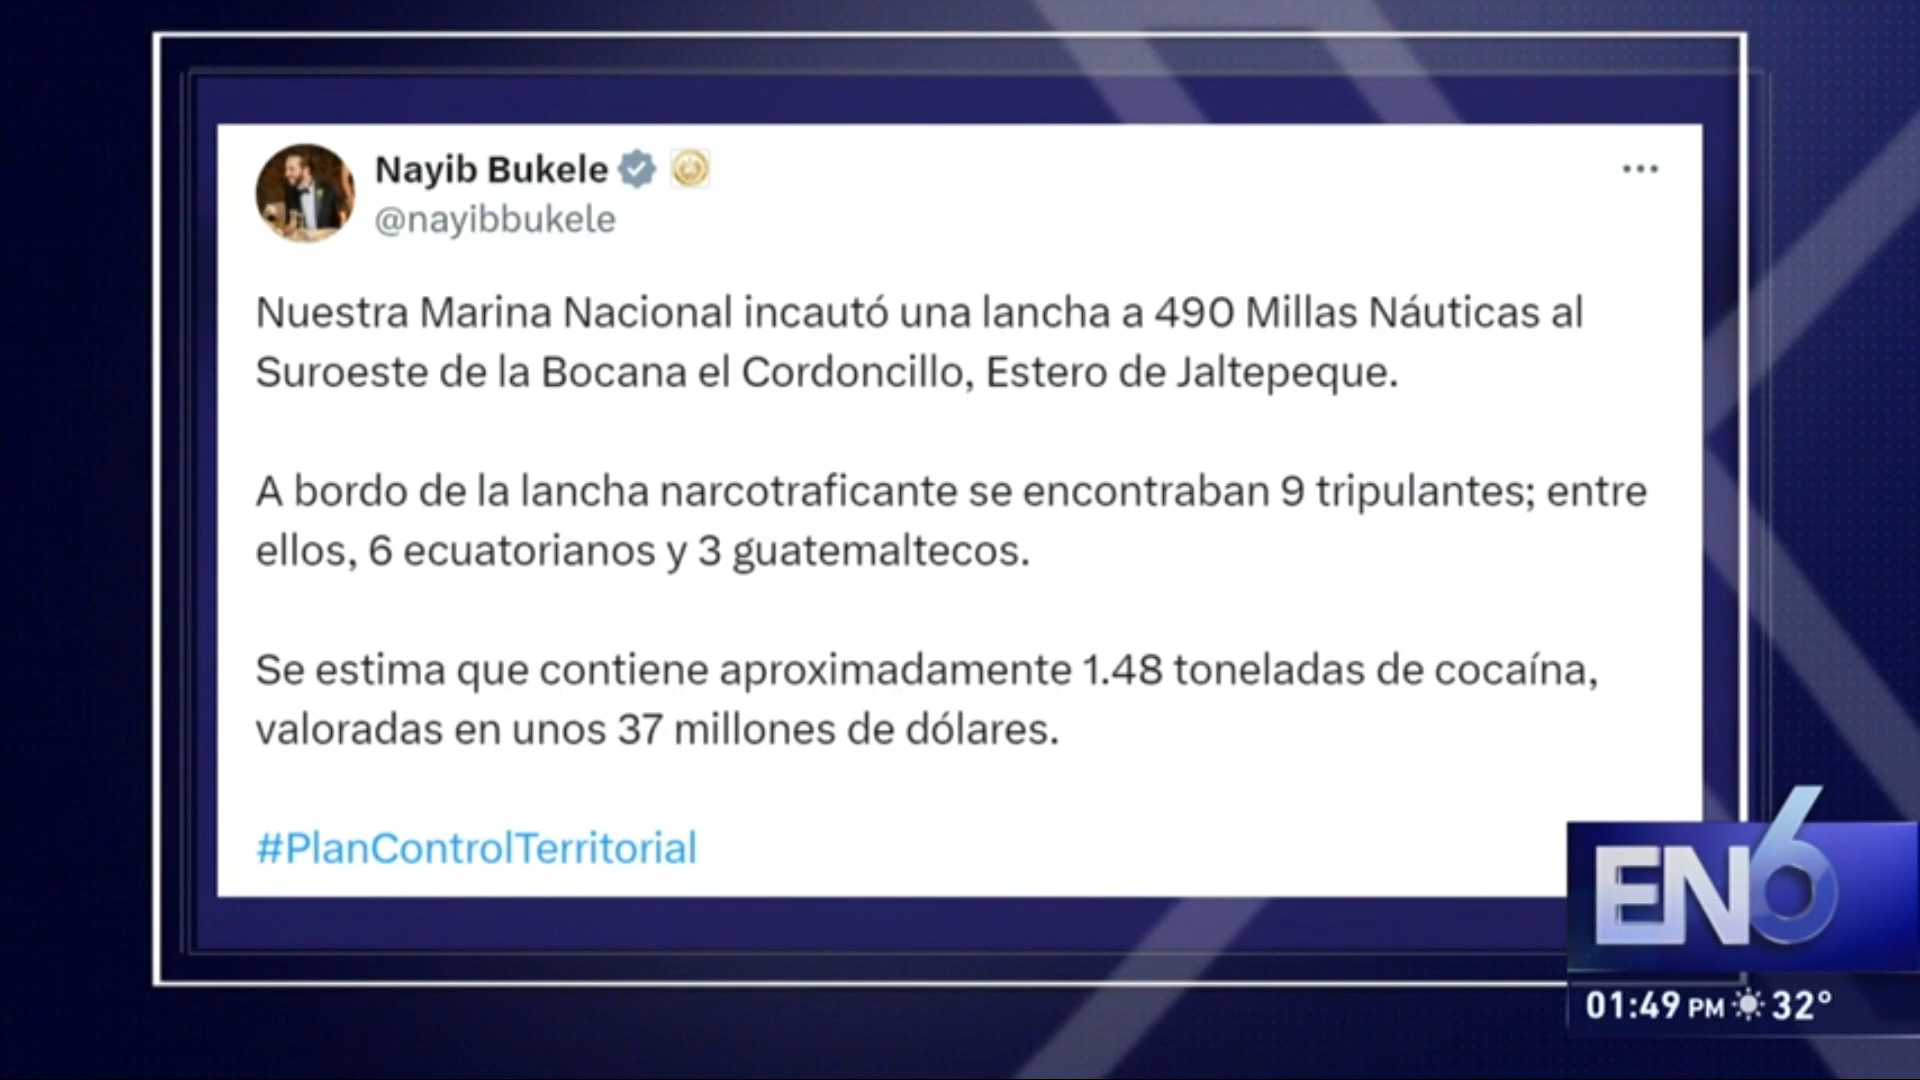 Nayib Bukele
@nayibbukele
Nuestra Marina Nacional incautó una lancha a 490 Millas Náuticas al
Suroeste de la Bocana el Cordoncillo, Estero de Jaltepeque.
A bordo de la lancha narcotraficante se encontraban 9 tripulantes; entre
ellos, 6 ecuatorianos y 3 guatemaltecos.
Se estima que contiene aproximadamente 1.48 toneladas de cocaína,
valoradas en unos 37 millones de dólares.
#PlanControlTerritorial
EN6
01:49 PM 32°